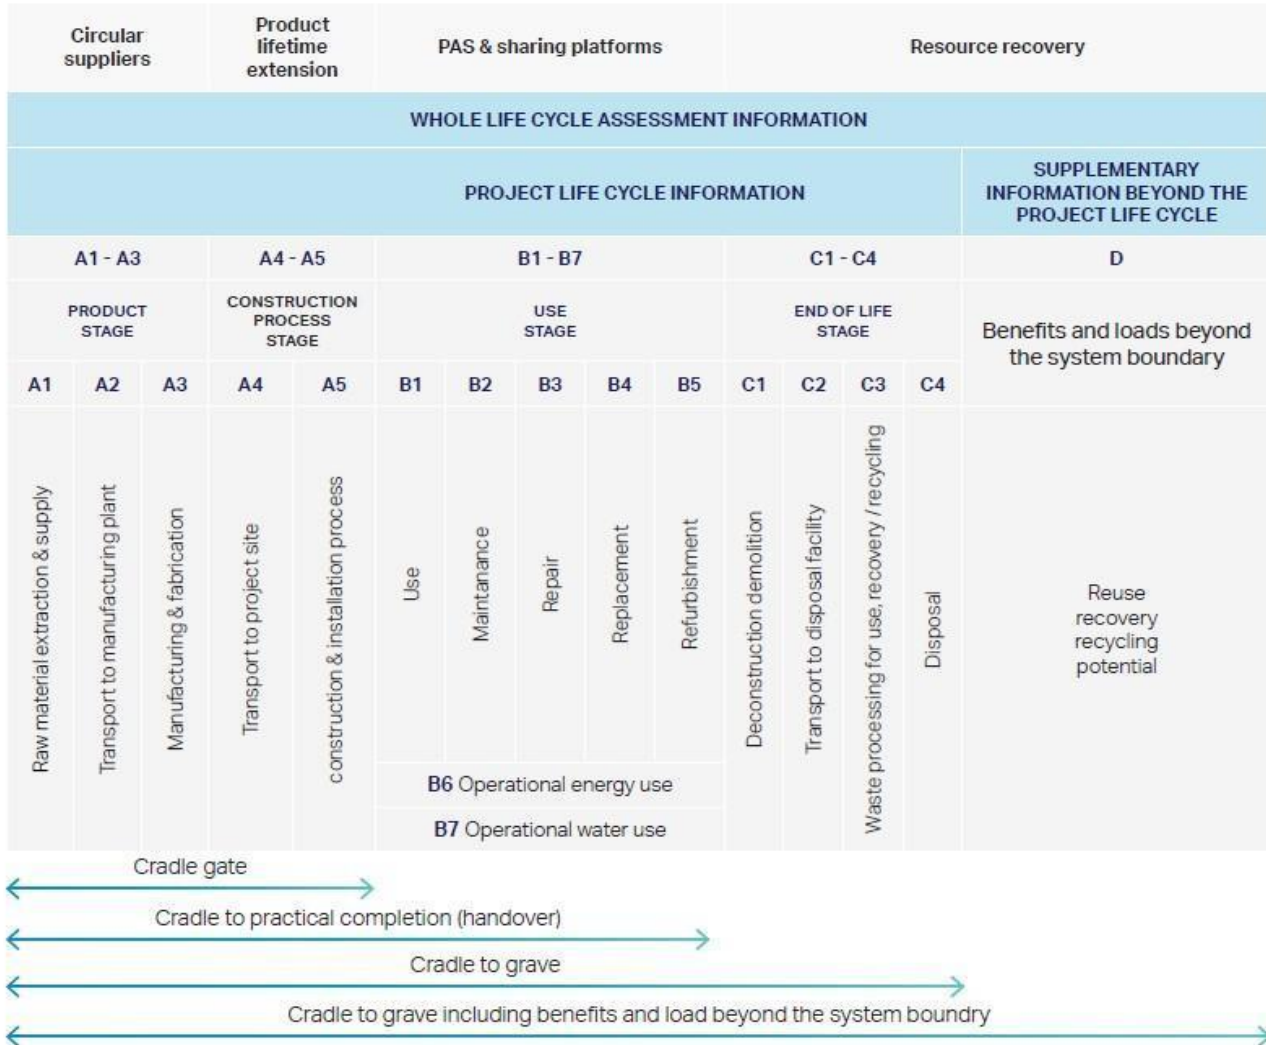 Circular
suppliers
Product
lifetime
extension
PAS & sharing platforms
Resource recovery
WHOLE LIFE CYCLE ASSESSMENT INFORMATION
PROJECT LIFE CYCLE INFORMATION
SUPPLEMENTARY
INFORMATION BEYOND THE
PROJECT LIFE CYCLE
A1 - A3
A4 - A5
B1 - B7
C1 - C4
D
PRODUCT
STAGE
CONSTRUCTION
PROCESS
STAGE
USE
STAGE
END OF LIFE
STAGE
Benefits and loads beyond
the system boundary
A1
A2
A3
A4
A5
B1
B2
B3
B4
B5
C1
C2
C3
C4
Raw material extraction & supply
Transport to manufacturing plant
Manufacturing & fabrication
Transport to project site
construction & installation process
Use
Maintanance
Repair
Replacement
Refurbishment
Deconstruction demolition
Transport to disposal facility
Waste processing for use, recovery / recycling
Disposal
Reuse
recovery
recycling
potential
B6 Operational energy use
B7 Operational water use
Cradle gate
Cradle to practical completion (handover)
Cradle to grave
Cradle to grave including benefits and load beyond the system boundry